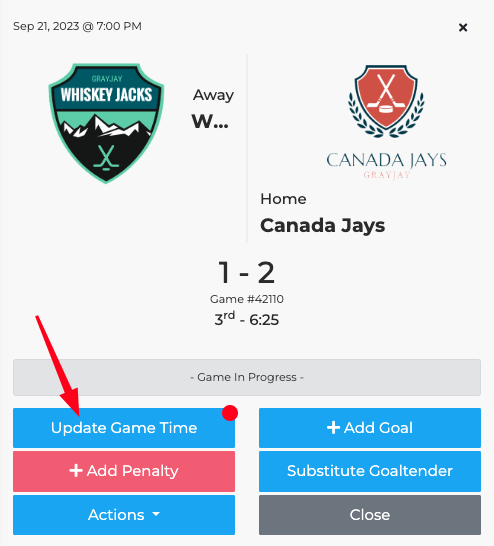 Sep 21, 2023 @ 7:00 PM
×
GRAYJAY
WHISKEY JACKS
Away
W...
CANADA JAYS
GRAYJAY
Home
Canada Jays
1 - 2
Game #42110
3rd - 6:25
- Game In Progress -
Update Game Time
+ Add Goal
+ Add Penalty
Substitute Goaltender
Actions
Close